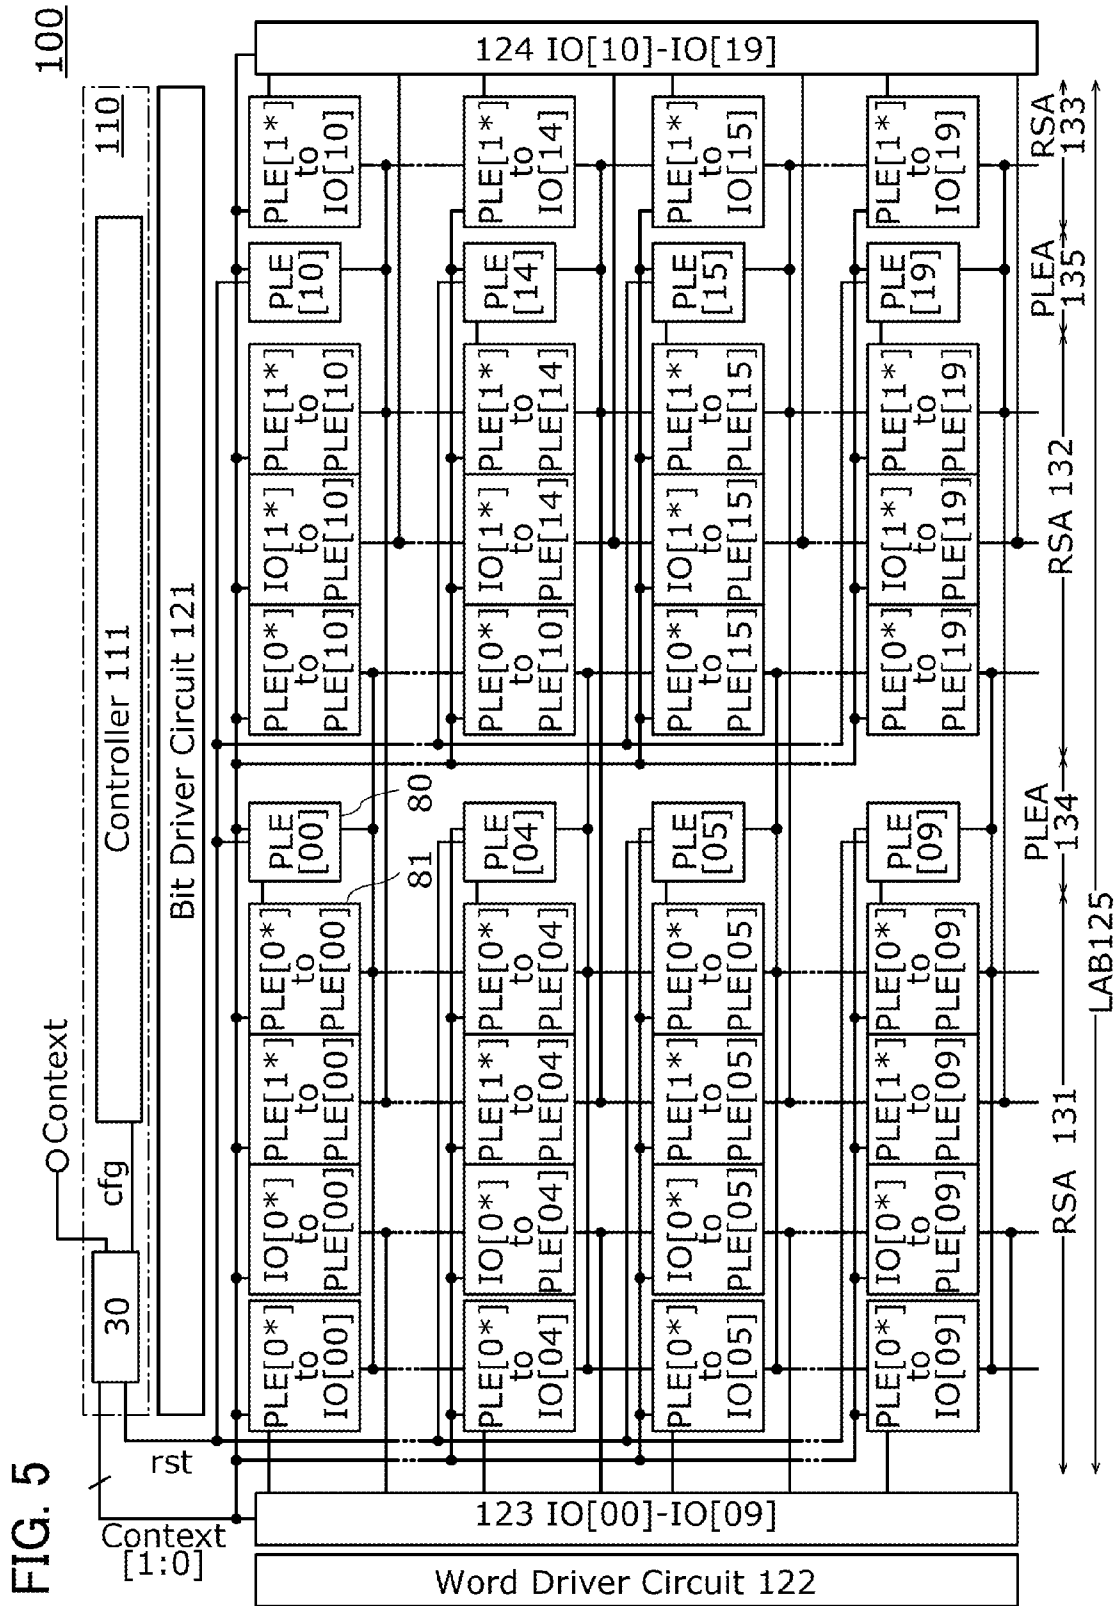 FIG. 5
100
110
Context
30
cfg
Controller 111
Bit Driver Circuit 121
rst
Context
[1:0]
Word Driver Circuit 122
123 IO[00]-IO[09]
PLE[0*]
to
IO[00]
IO[0*]
to
PLE[00]
PLE[1*]
to
PLE[00]
PLE[0*]
to
PLE[00]
81
PLE
[00]
80
PLE[0*]
to
PLE[10]
IO[1*]
to
PLE[10]
PLE[1*]
to
PLE[10]
PLE
[10]
PLE[1*]
to
IO[10]
PLE[0*]
to
IO[04]
IO[0*]
to
PLE[04]
PLE[1*]
to
PLE[04]
PLE[0*]
to
PLE[04]
PLE
[04]
PLE[0*]
to
PLE[10]
IO[1*]
to
PLE[14]
PLE[1*]
to
PLE[14]
PLE
[14]
PLE[1*]
to
IO[14]
PLE[0*]
to
IO[05]
IO[0*]
to
PLE[05]
PLE[1*]
to
PLE[05]
PLE[0*]
to
PLE[05]
PLE
[05]
PLE[0*]
to
PLE[15]
IO[1*]
to
PLE[15]
PLE[1*]
to
PLE[15]
PLE
[15]
PLE[1*]
to
IO[15]
PLE[0*]
to
IO[09]
IO[0*]
to
PLE[09]
PLE[1*]
to
PLE[09]
PLE[0*]
to
PLE[09]
PLE
[09]
PLE[0*]
to
PLE[19]
IO[1*]
to
PLE[19]
PLE[1*]
to
PLE[19]
PLE
[19]
PLE[1*]
to
IO[19]
124 IO[10]-IO[19]
RSA 131
PLEA
134
RSA 132
PLEA
135
RSA
133
LAB125